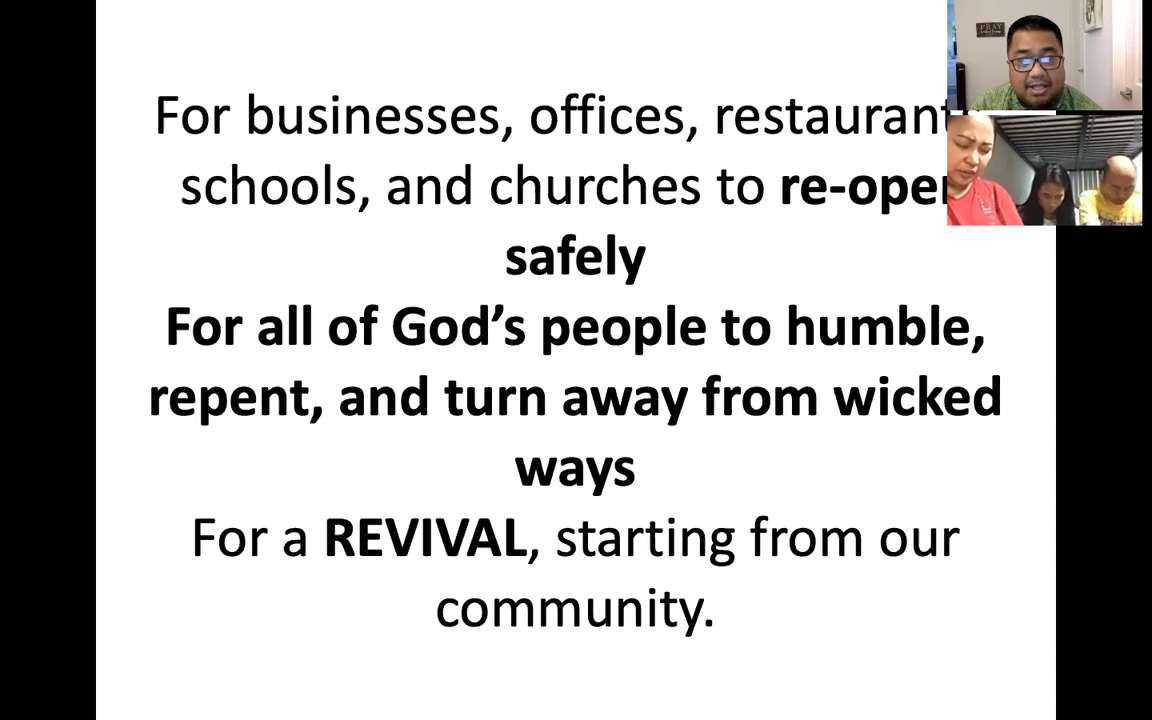 For businesses, offices, restaurant
schools, and churches to re-open
safely
For all of God’s people to humble,
repent, and turn away from wicked
ways
For a REVIVAL, starting from our
community.
PRAY